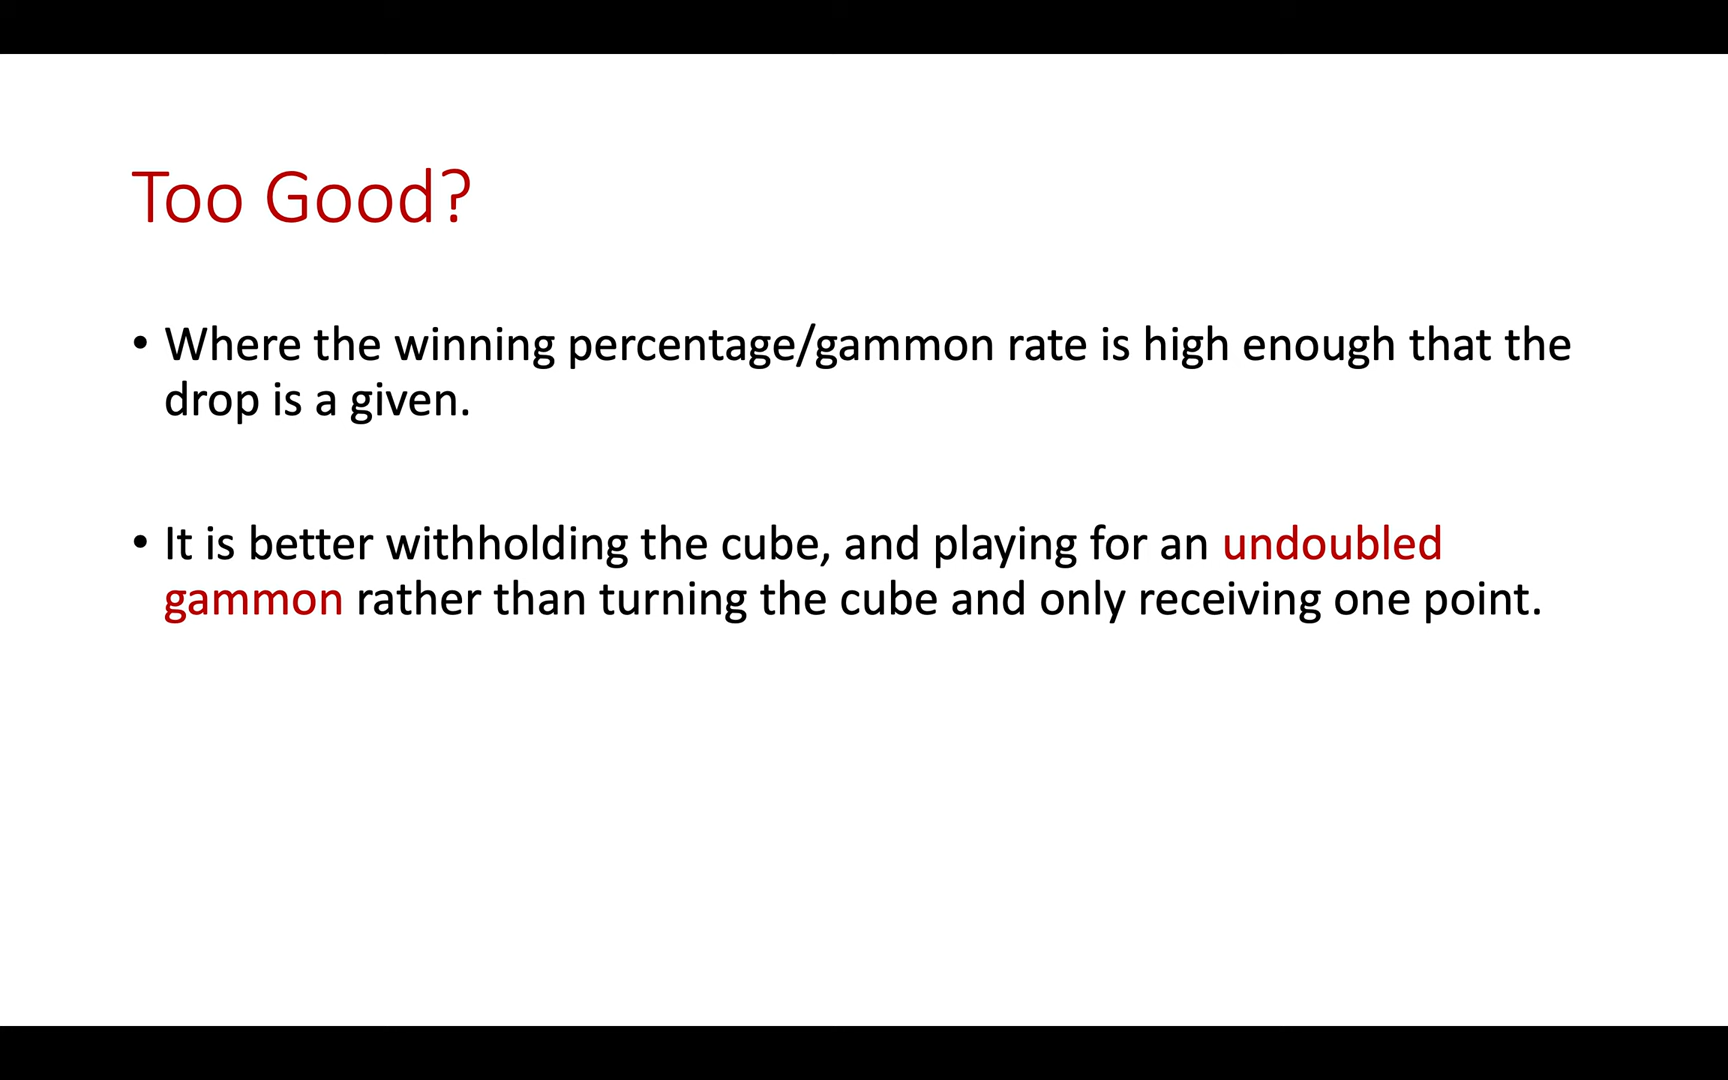 Too Good?
• Where the winning percentage/gammon rate is high enough that the
drop is a given.
• It is better withholding the cube, and playing for an undoubled
gammon rather than turning the cube and only receiving one point.